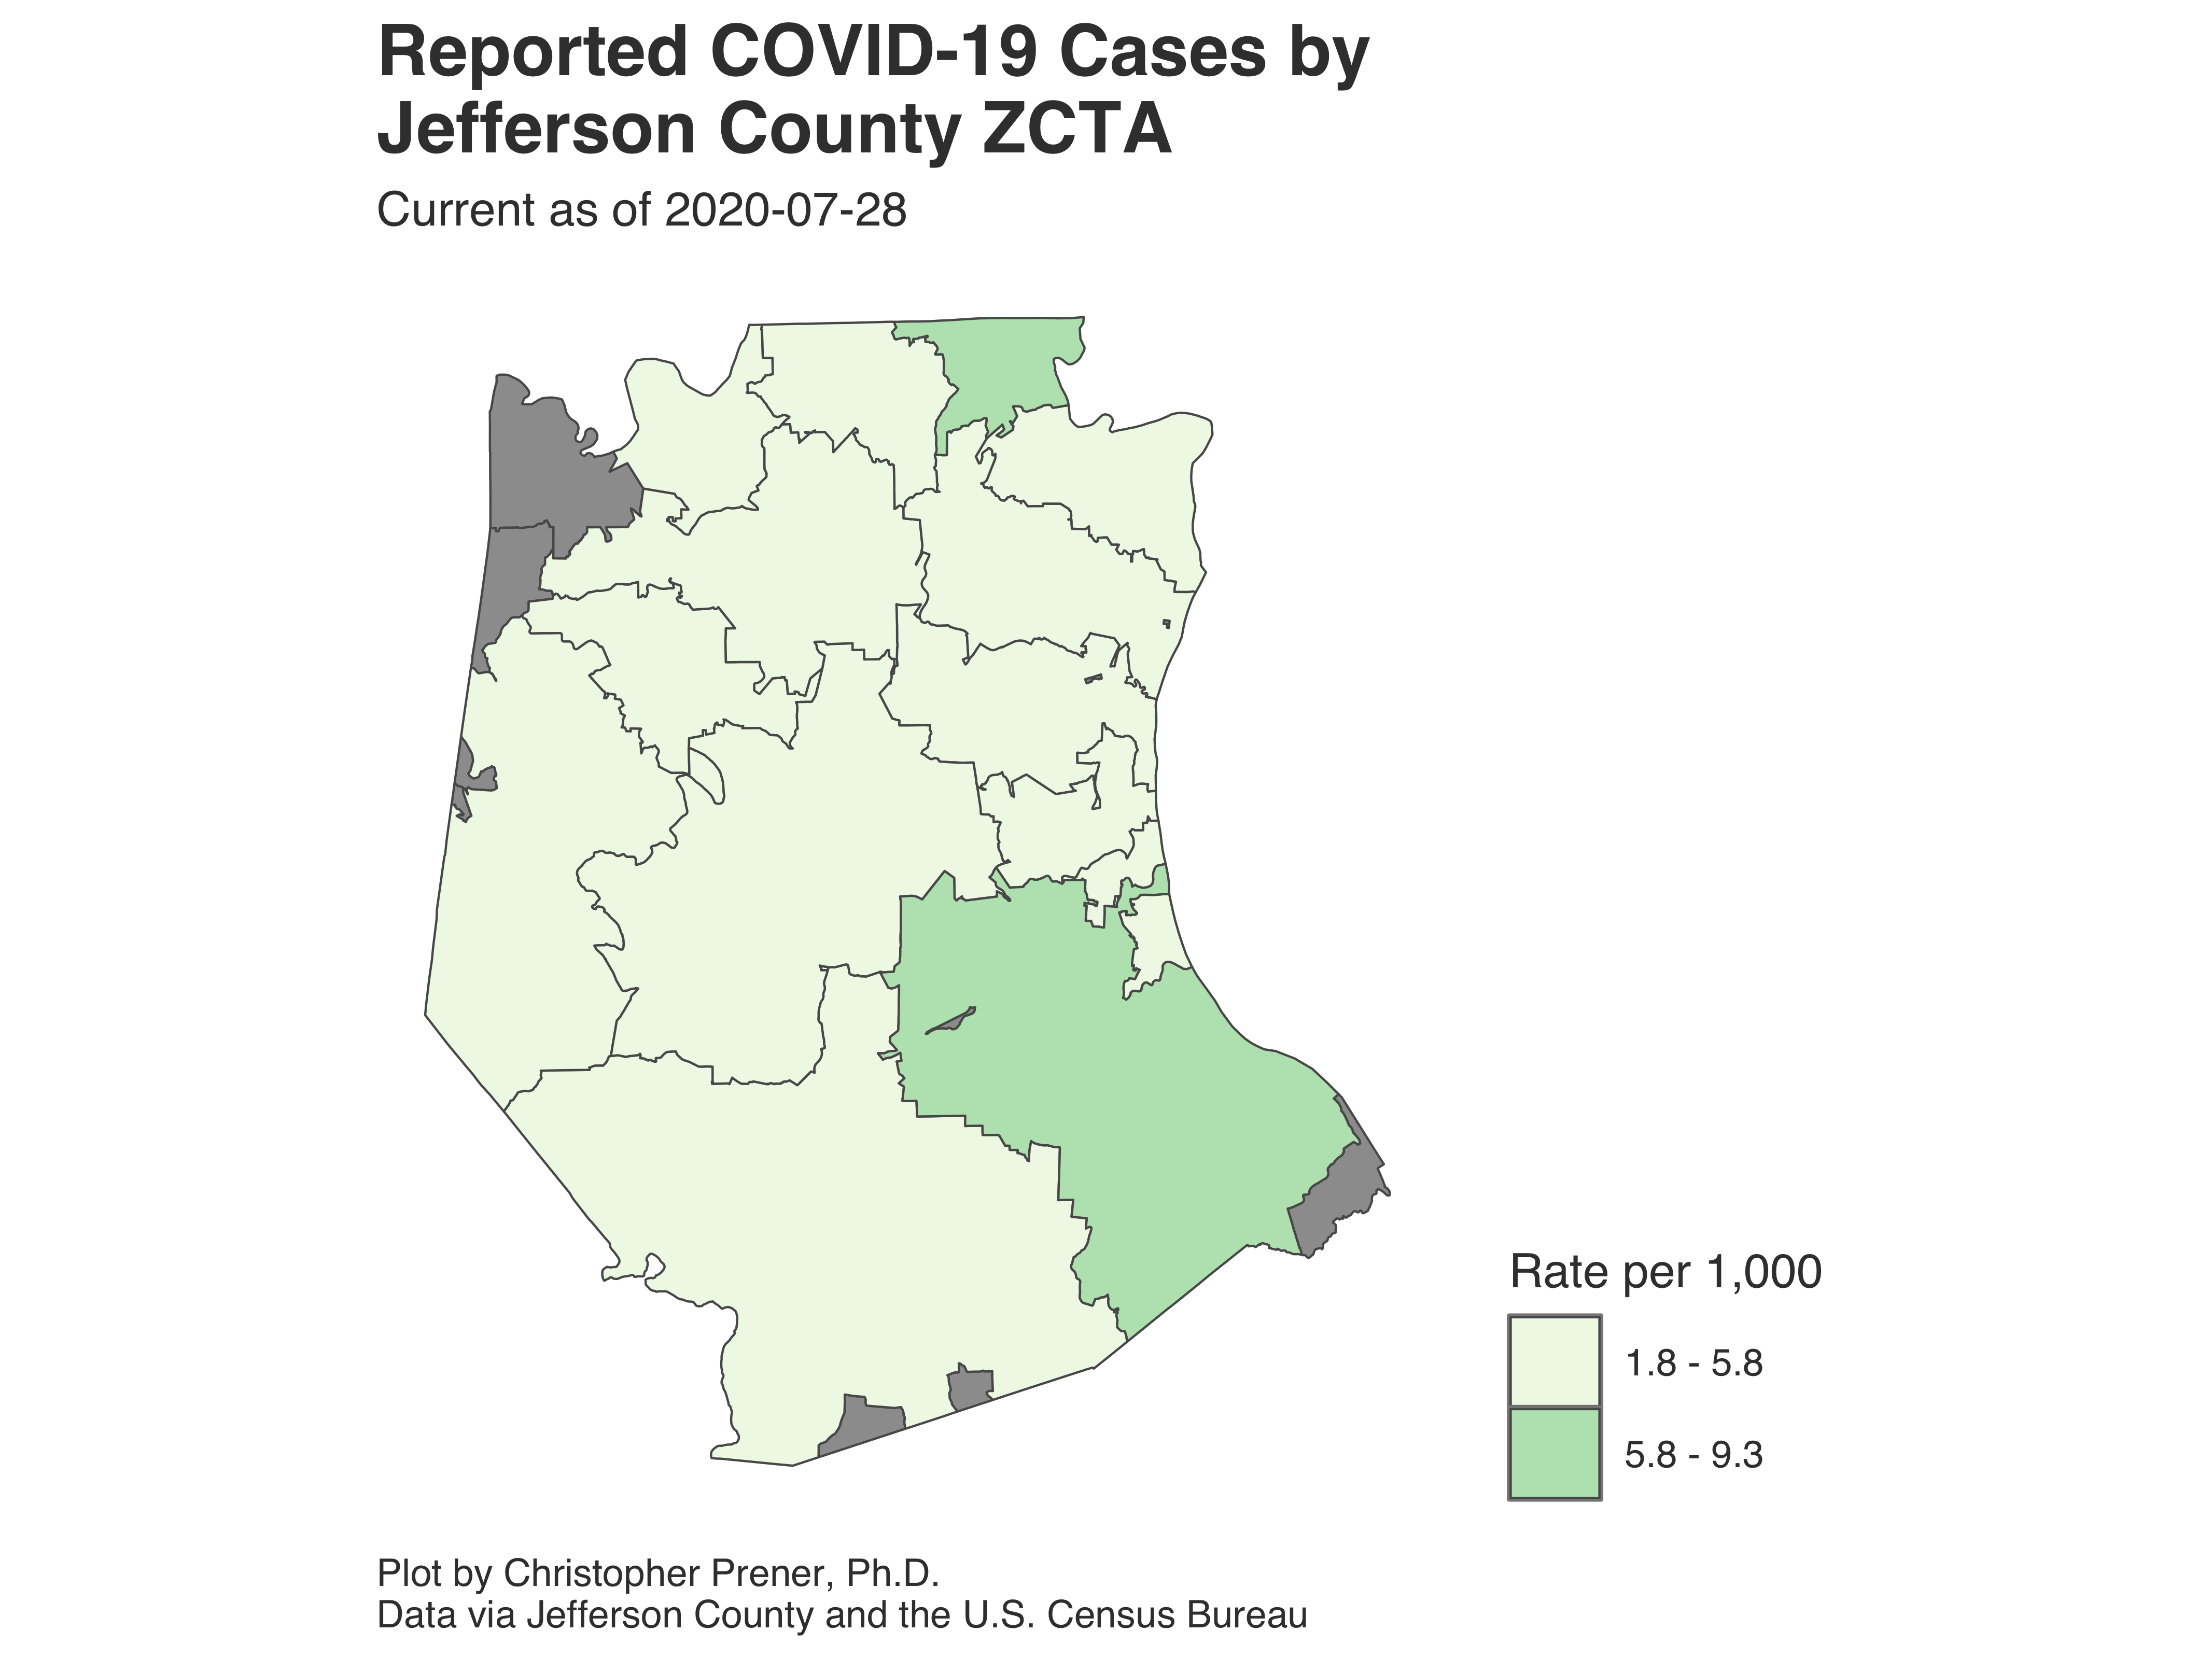 Reported COVID-19 Cases by
Jefferson County ZCTA
Current as of 2020-07-28
Rate per 1,000
1.8 - 5.8
5.8 - 9.3
Plot by Christopher Prener, Ph.D.
Data via Jefferson County and the U.S. Census Bureau